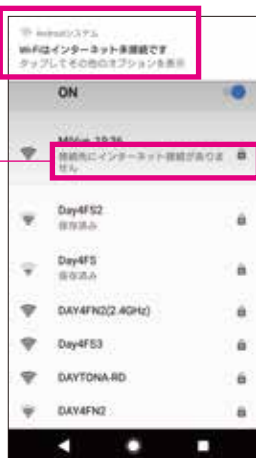 Androidシステム
Wi-Fiはインターネット未接続です
タップしてその他のオプションを表示
ON
接続先にインターネット接続がありま
せん
Day4FS2
保存済み
Day4FS
保存済み
DAY4FN2(2.4GHz)
Day4FS3
DAYTONA-RD
DAY4FN2